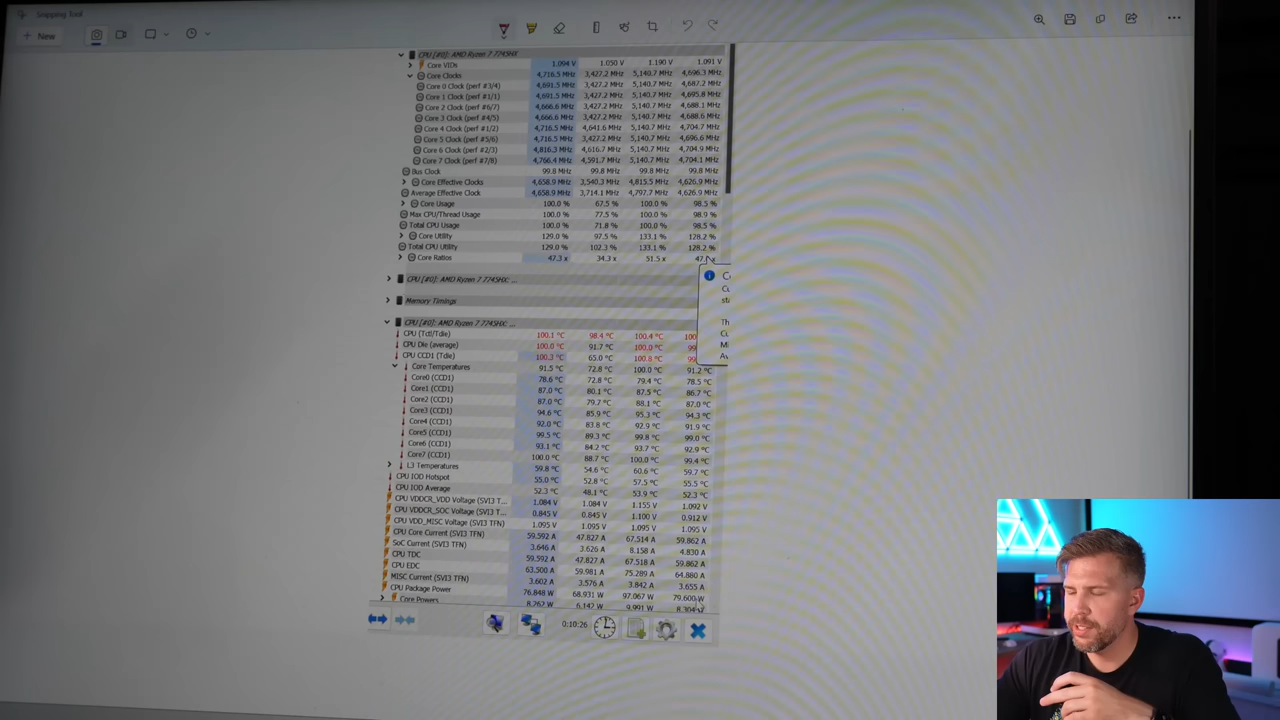 Snipping Tool
New
CPU [#0]: AMD Ryzen 7 7745HX
Core VIDs 1.094 V 1.050 V 1.190 V 1.091 V
Core Clocks 4,716.5 MHz 3,427.2 MHz 5,140.7 MHz 4,696.3 MHz
Core 0 Clock (perf #3/4) 4,691.5 MHz 3,427.2 MHz 5,140.7 MHz 4,687.2 MHz
Core 1 Clock (perf #1/1) 4,691.5 MHz 3,427.2 MHz 5,140.7 MHz 4,695.8 MHz
Core 2 Clock (perf #6/7) 4,666.6 MHz 3,427.2 MHz 5,140.7 MHz 4,688.1 MHz
Core 3 Clock (perf #4/5) 4,666.6 MHz 3,427.2 MHz 5,140.7 MHz 4,688.6 MHz
Core 4 Clock (perf #1/2) 4,716.5 MHz 4,641.6 MHz 5,140.7 MHz 4,704.7 MHz
Core 5 Clock (perf #5/6) 4,716.5 MHz 3,427.2 MHz 5,140.7 MHz 4,696.6 MHz
Core 6 Clock (perf #2/3) 4,816.3 MHz 4,616.7 MHz 5,140.7 MHz 4,704.9 MHz
Core 7 Clock (perf #7/8) 4,766.4 MHz 4,591.7 MHz 5,140.7 MHz 4,704.1 MHz
Bus Clock 99.8 MHz 99.8 MHz 99.8 MHz 99.8 MHz
Core Effective Clocks 4,658.9 MHz 3,540.3 MHz 4,815.5 MHz 4,626.9 MHz
Average Effective Clock 4,658.9 MHz 3,714.1 MHz 4,797.7 MHz 4,626.9 MHz
Core Usage 100.0 % 67.5 % 100.0 % 98.5 %
Max CPU/Thread Usage 100.0 % 77.5 % 100.0 % 98.9 %
Total CPU Usage 100.0 % 71.8 % 100.0 % 98.5 %
Core Utility 129.0 % 97.5 % 133.1 % 128.2 %
Total CPU Utility 129.0 % 102.3 % 133.1 % 128.2 %
Core Ratios 47.3 x 34.3 x 51.5 x 47.
CPU [#0]: AMD Ryzen 7 7745HX: ...
Memory Timings
CPU [#0]: AMD Ryzen 7 7745HX: ...
CPU (Tctl/Tdie) 100.1 °C 98.4 °C 100.4 °C 100
CPU Die (average) 100.0 °C 91.7 °C 100.0 °C 99
CPU CCD1 (Tdie) 100.3 °C 65.0 °C 100.8 °C 99
Core Temperatures 91.5 °C 72.8 °C 100.0 °C 91.2 °C
Core0 (CCD1) 78.6 °C 72.8 °C 79.4 °C 78.5 °C
Core1 (CCD1) 87.0 °C 80.1 °C 87.5 °C 86.7 °C
Core2 (CCD1) 87.0 °C 79.7 °C 88.1 °C 87.0 °C
Core3 (CCD1) 94.6 °C 85.9 °C 95.3 °C 94.3 °C
Core4 (CCD1) 92.0 °C 83.8 °C 92.9 °C 91.9 °C
Core5 (CCD1) 99.5 °C 89.3 °C 99.8 °C 99.0 °C
Core6 (CCD1) 93.1 °C 84.2 °C 93.7 °C 92.9 °C
Core7 (CCD1) 100.0 °C 88.7 °C 100.0 °C 99.4 °C
L3 Temperatures 59.8 °C 54.6 °C 60.6 °C 59.7 °C
CPU IOD Hotspot 55.0 °C 52.8 °C 57.5 °C 55.5 °C
CPU IOD Average 52.3 °C 48.1 °C 53.9 °C 52.3 °C
CPU VDDCR_VDD Voltage (SVI3 T... 1.084 V 1.084 V 1.155 V 1.092 V
CPU VDDCR_SOC Voltage (SVI3 T... 0.845 V 0.845 V 1.100 V 0.912 V
CPU VDD_MISC Voltage (SVI3 TFN) 1.095 V 1.095 V 1.095 V 1.095 V
CPU Core Current (SVI3 TFN) 59.592 A 47.827 A 67.514 A 59.862 A
SoC Current (SVI3 TFN) 3.646 A 3.626 A 8.158 A 4.830 A
CPU TDC 59.592 A 47.827 A 67.518 A 59.862 A
CPU EDC 63.500 A 59.981 A 75.289 A 64.880 A
MISC Current (SVI3 TFN) 3.602 A 3.576 A 3.842 A 3.655 A
CPU Package Power 76.848 W 68.931 W 97.067 W 79.600 W
Core Powers 8.262 W 6.142 W 9.991 W 8.304 W
0:10:26